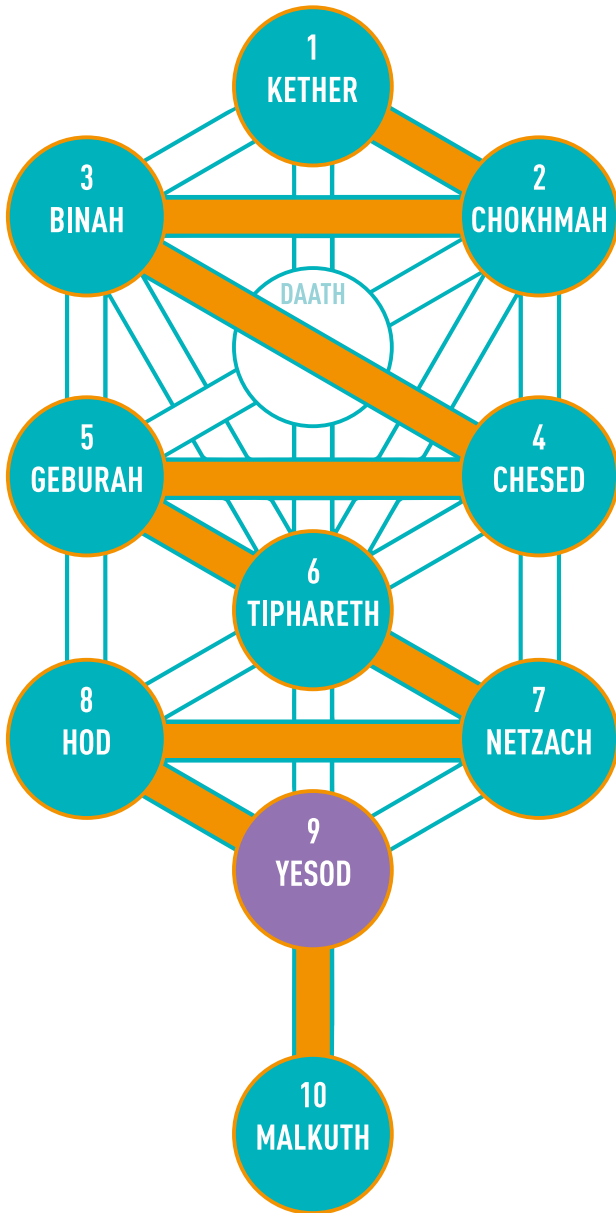 1
KETHER
2
CHOKHMAH
3
BINAH
DAATH
4
CHESED
5
GEBURAH
6
TIPHARETH
7
NETZACH
8
HOD
9
YESOD
10
MALKUTH